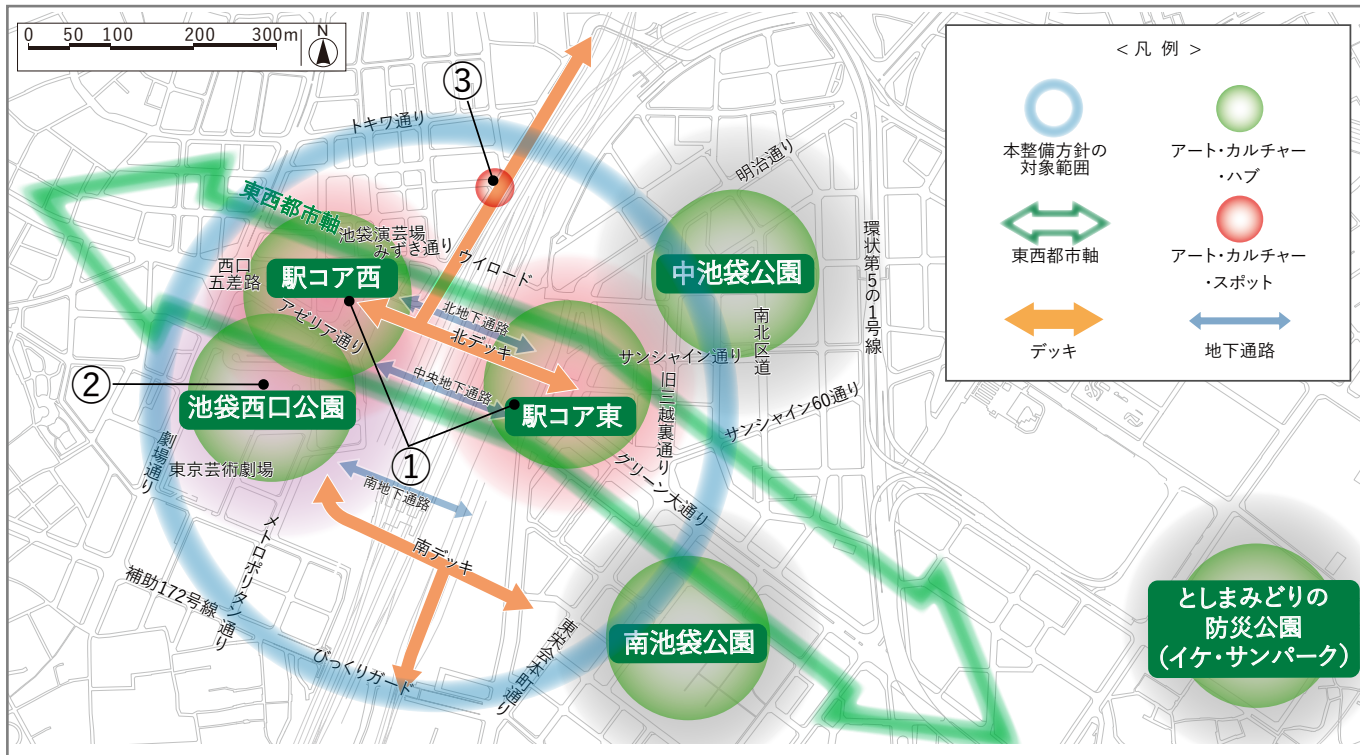 0 50 100 200 300m
N
<凡 例>
本整備方針の
対象範囲
アート・カルチャー
・ハブ
東西都市軸
アート・カルチャー
・スポット
デッキ
地下通路
③
トキワ通り
明治通り
東西都市軸
池袋演芸場
みずき通り
ウイロード
西口
五差路
駅コア西
中池袋公園
環状第5の1号線
アゼリア通り
北地下通路
北デッキ
南北区道
サンシャイン通り
中央地下通路
旧三越裏通り
②
池袋西口公園
駅コア東
サンシャイン60通り
①
劇場通り
東京芸術劇場
南地下通路
グリーン大通り
メトロポリタン通り
南デッキ
補助172号線
びっくりガード
東栄会本町通り
南池袋公園
としまみどりの
防災公園
(イケ・サンパーク)